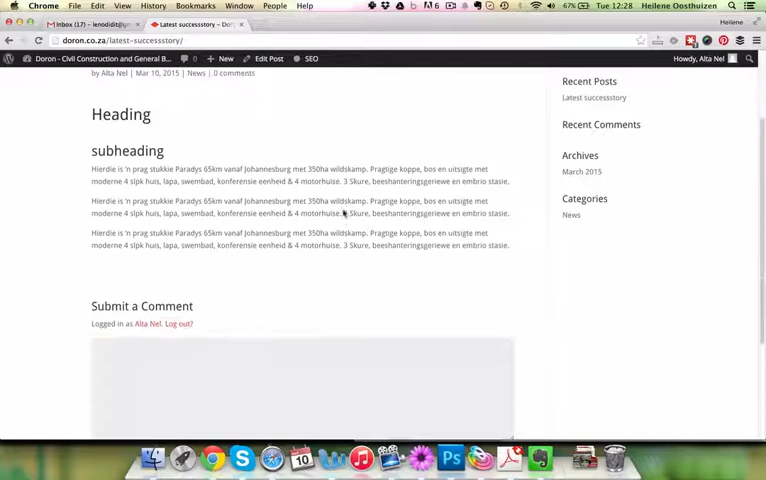 Chrome File Edit View History Bookmarks Window People Help 67% Tue 12:28 Heilene Oosthuizen
Inbox (17) – lenodidit@gm Latest successstory – Dor Heilene
doron.co.za/latest-successstory/
Doron - Civil Construction and General B... 0 New Edit Post SEO Howdy, Alta Nel
by Alta Nel | Mar 10, 2015 | News | 0 comments
Heading
subheading
Hierdie is 'n prag stukkie Paradys 65km vanaf Johannesburg met 350ha wildskamp. Pragtige koppe, bos en uitsigte met
moderne 4 slpk huis, lapa, swembad, konferensie eenheid & 4 motorhuise. 3 Skure, beeshanteringsgeriewe en embrio stasie.
Hierdie is 'n prag stukkie Paradys 65km vanaf Johannesburg met 350ha wildskamp. Pragtige koppe, bos en uitsigte met
moderne 4 slpk huis, lapa, swembad, konferensie eenheid & 4 motorhuise. 3 Skure, beeshanteringsgeriewe en embrio stasie.
Hierdie is 'n prag stukkie Paradys 65km vanaf Johannesburg met 350ha wildskamp. Pragtige koppe, bos en uitsigte met
moderne 4 slpk huis, lapa, swembad, konferensie eenheid & 4 motorhuise. 3 Skure, beeshanteringsgeriewe en embrio stasie.
Submit a Comment
Logged in as Alta Nel. Log out?
Recent Posts
Latest successstory
Recent Comments
Archives
March 2015
Categories
News
10
Ps